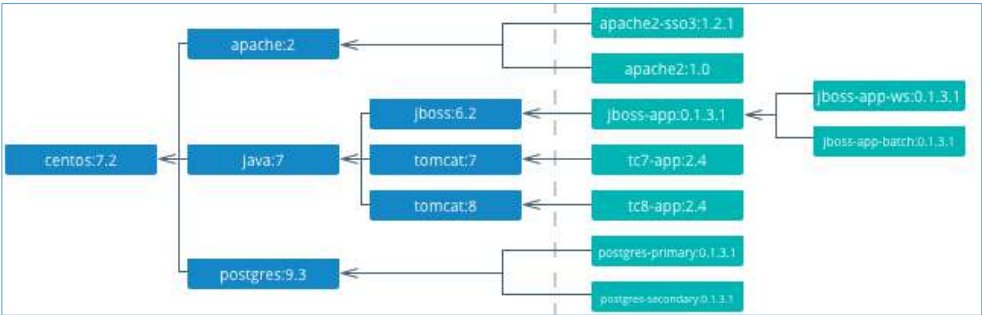 apache2-sso3:1.2.1
apache:2
apache2:1.0
jboss-app-ws:0.1.3.1
jboss:6.2
jboss-app:0.1.3.1
jboss-app-batch:0.1.3.1
centos:7.2
java:7
tomcat:7
tc7-app:2.4
tomcat:8
tc8-app:2.4
postgres-primary:0.1.3.1
postgres:9.3
postgres-secondary:0.1.3.1